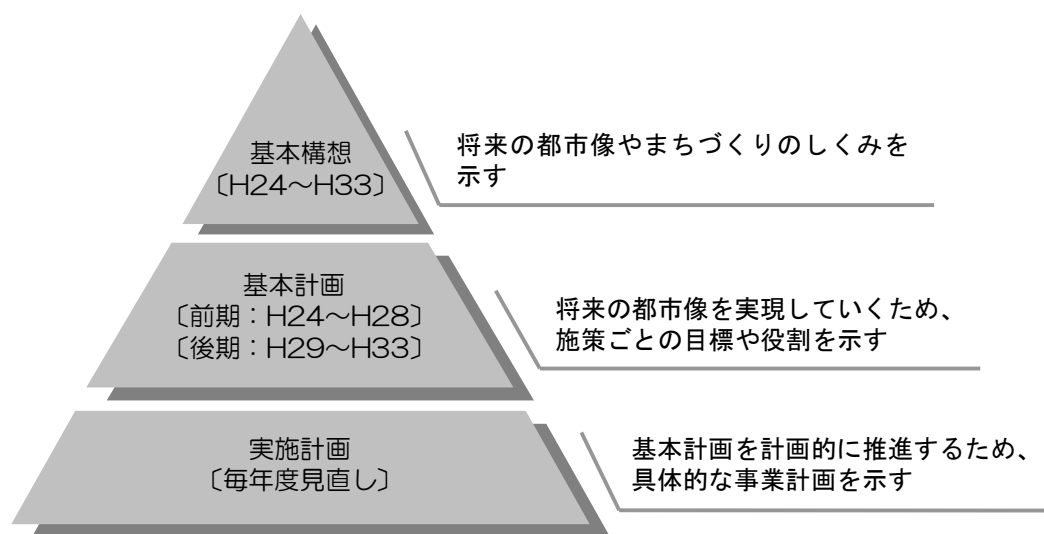 基本構想
〔H24～H33〕
将来の都市像やまちづくりのしくみを
示す
基本計画
〔前期：H24～H28〕
〔後期：H29～H33〕
将来の都市像を実現していくため、
施策ごとの目標や役割を示す
実施計画
〔毎年度見直し〕
基本計画を計画的に推進するため、
具体的な事業計画を示す